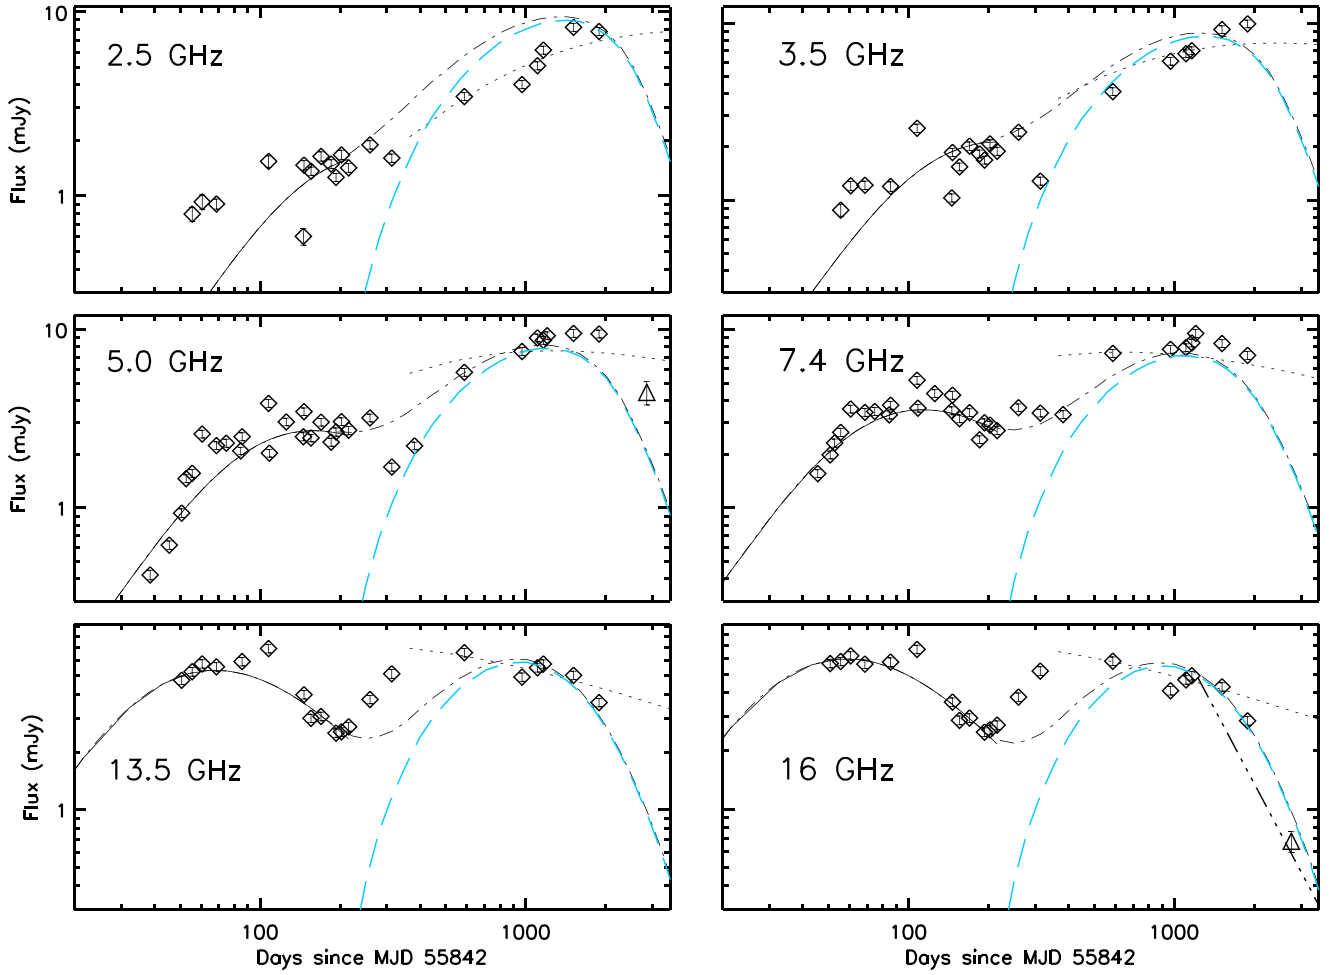 10
1
Flux (mJy)
2.5 GHz
3.5 GHz
10
1
Flux (mJy)
5.0 GHz
7.4 GHz
1
Flux (mJy)
13.5 GHz
16 GHz
100 1000
100 1000
Days since MJD 55842
Days since MJD 55842